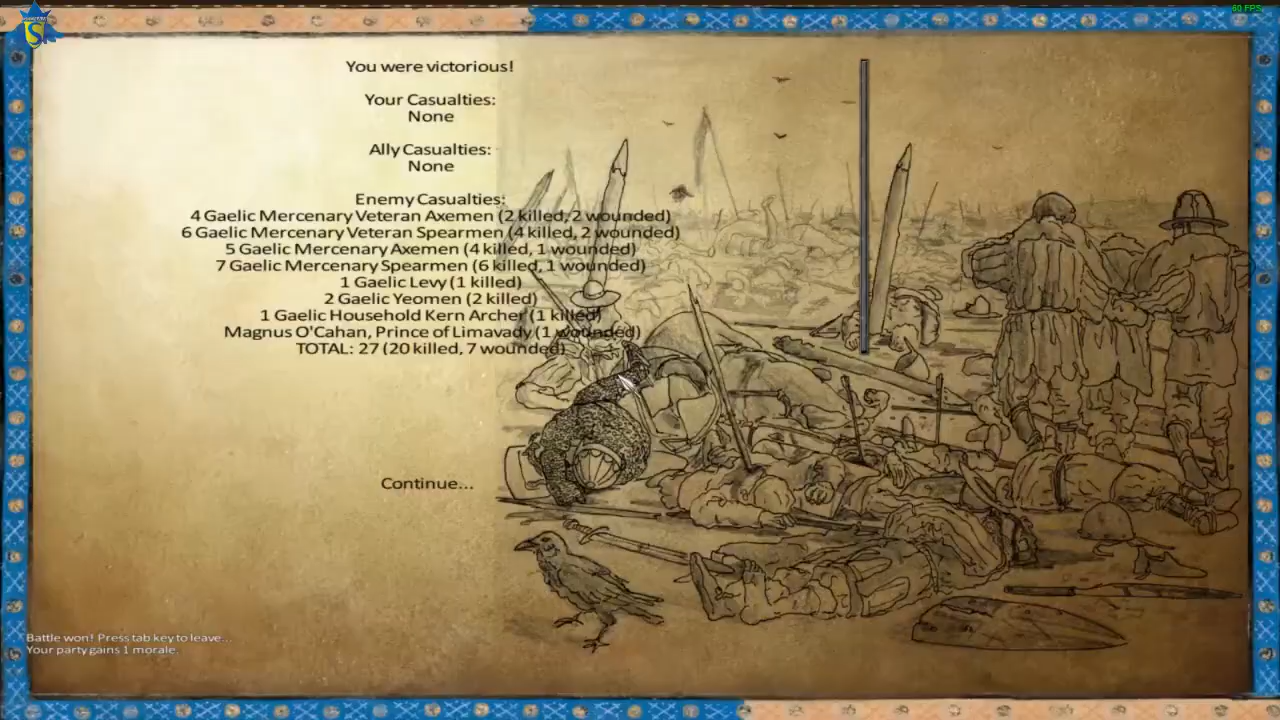 60 FPS
You were victorious!
Your Casualties:
None
Ally Casualties:
None
Enemy Casualties:
4 Gaelic Mercenary Veteran Axemen (2 killed, 2 wounded)
6 Gaelic Mercenary Veteran Spearmen (4 killed, 2 wounded)
5 Gaelic Mercenary Axemen (4 killed, 1 wounded)
7 Gaelic Mercenary Spearmen (6 killed, 1 wounded)
1 Gaelic Levy (1 killed)
2 Gaelic Yeomen (2 killed)
1 Gaelic Household Kern Archer (1 killed)
Magnus O'Cahan, Prince of Limavady (1 wounded)
TOTAL: 27 (20 killed, 7 wounded)
Continue...
Battle won! Press tab key to leave...
Your party gains 1 morale.